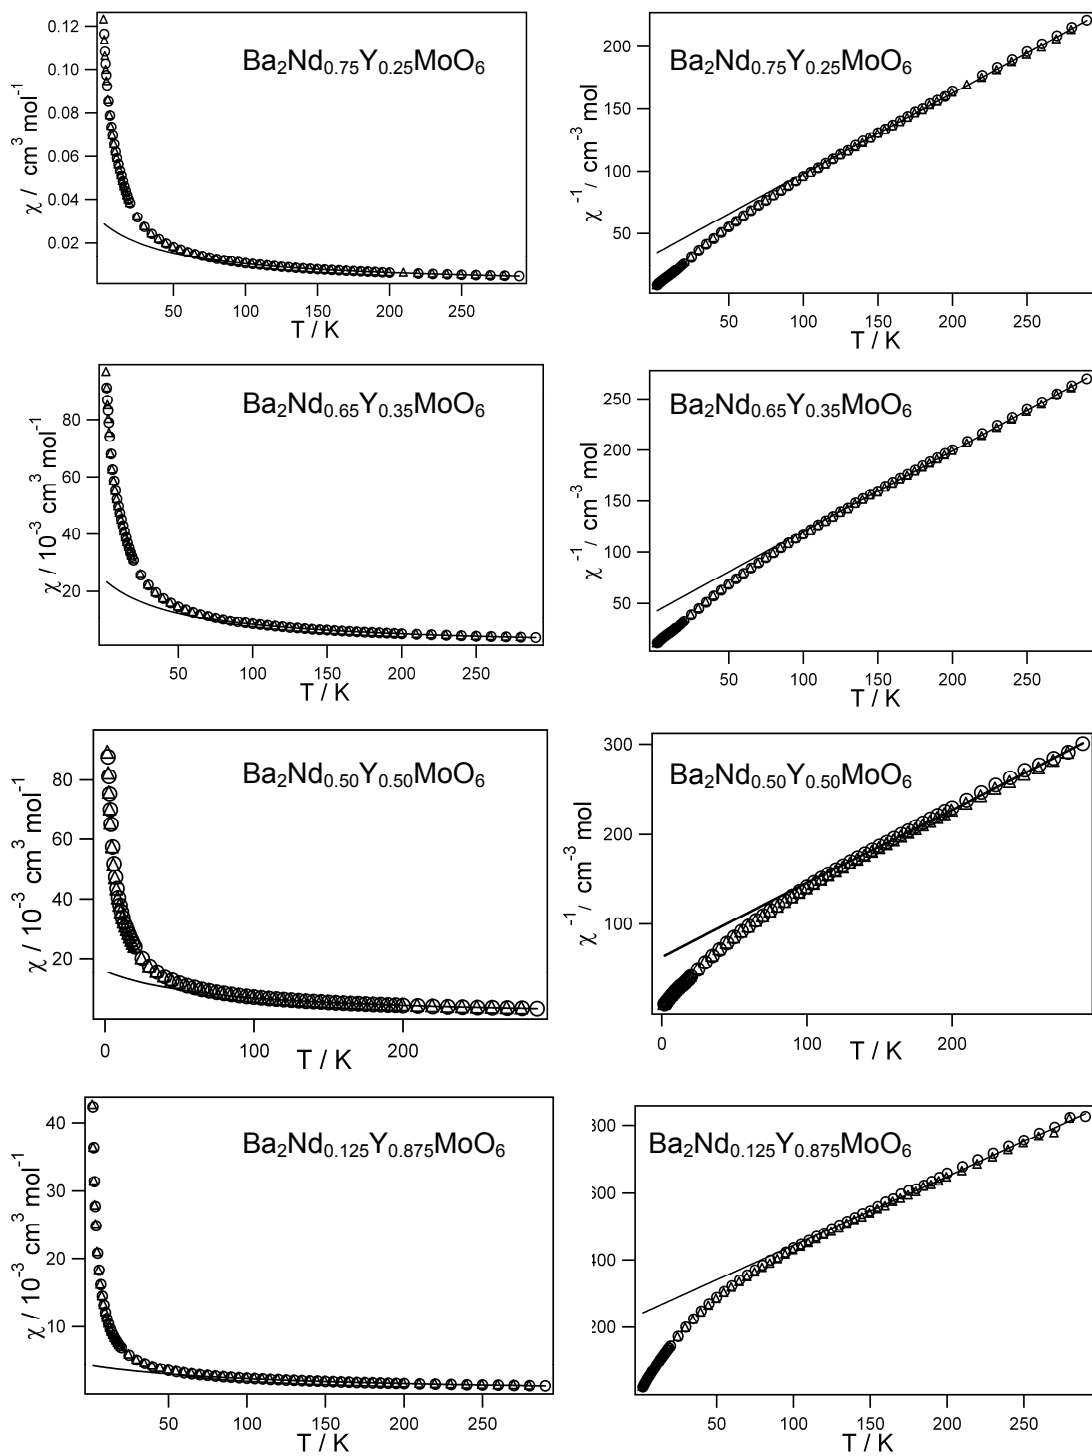 0.12
0.10
0.08
0.06
0.04
0.02
χ / cm³ mol⁻¹
Ba₂Nd₀.₇₅Y₀.₂₅MoO₆
50 100 150 200 250
T / K
200
150
100
50
χ⁻¹ / cm⁻³ mol
Ba₂Nd₀.₇₅Y₀.₂₅MoO₆
50 100 150 200 250
T / K
80
60
40
20
χ / 10⁻³ cm³ mol⁻¹
Ba₂Nd₀.₆₅Y₀.₃₅MoO₆
50 100 150 200 250
T / K
250
200
150
100
50
χ⁻¹ / cm⁻³ mol
Ba₂Nd₀.₆₅Y₀.₃₅MoO₆
50 100 150 200 250
T / K
80
60
40
20
χ / 10⁻³ cm³ mol⁻¹
Ba₂Nd₀.₅₀Y₀.₅₀MoO₆
0 100 200
T / K
300
200
100
χ⁻¹ / cm⁻³ mol
Ba₂Nd₀.₅₀Y₀.₅₀MoO₆
0 100 200
T / K
40
30
20
10
χ / 10⁻³ cm³ mol⁻¹
Ba₂Nd₀.₁₂₅Y₀.₈₇₅MoO₆
50 100 150 200 250
T / K
800
600
400
200
Ba₂Nd₀.₁₂₅Y₀.₈₇₅MoO₆
50 100 150 200 250
T / K